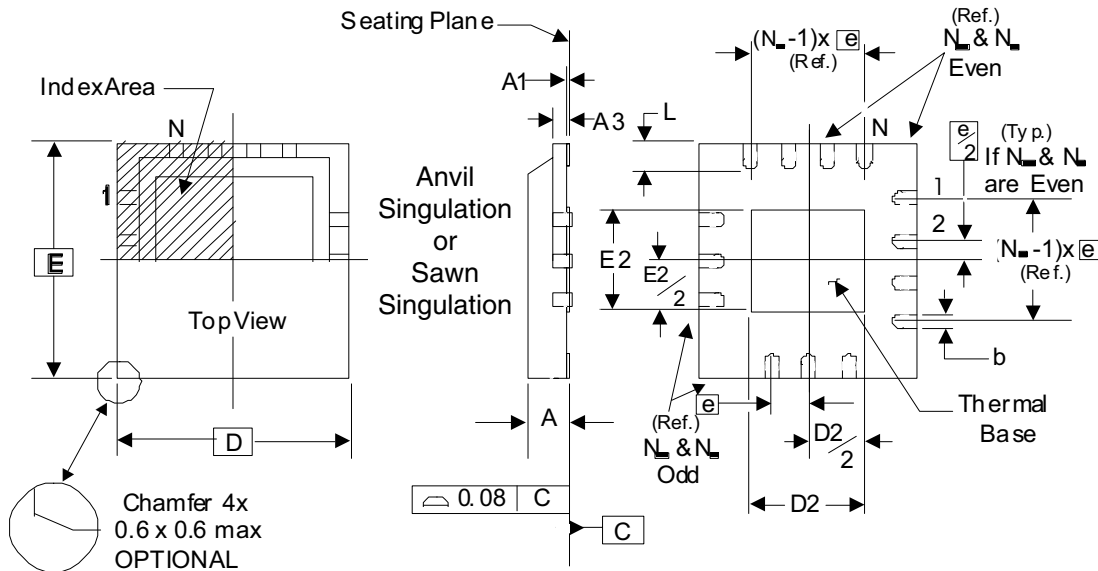 Seating Plane
IndexArea
N
1
E
TopView
D
Chamfer 4x
0.6 x 0.6 max
OPTIONAL
A1
A3
L
Anvil
Singulation
or
Sawn
Singulation
A
0.08 C
C
(N -1)x e
(Ref.)
(Ref.)
N & N
Even
N
e/2
(Typ.)
If N & N
are Even
1
2
(N -1)x e
(Ref.)
b
E2
E2/2
Thermal
Base
(Ref.)
N & N
Odd
e
D2/2
D2